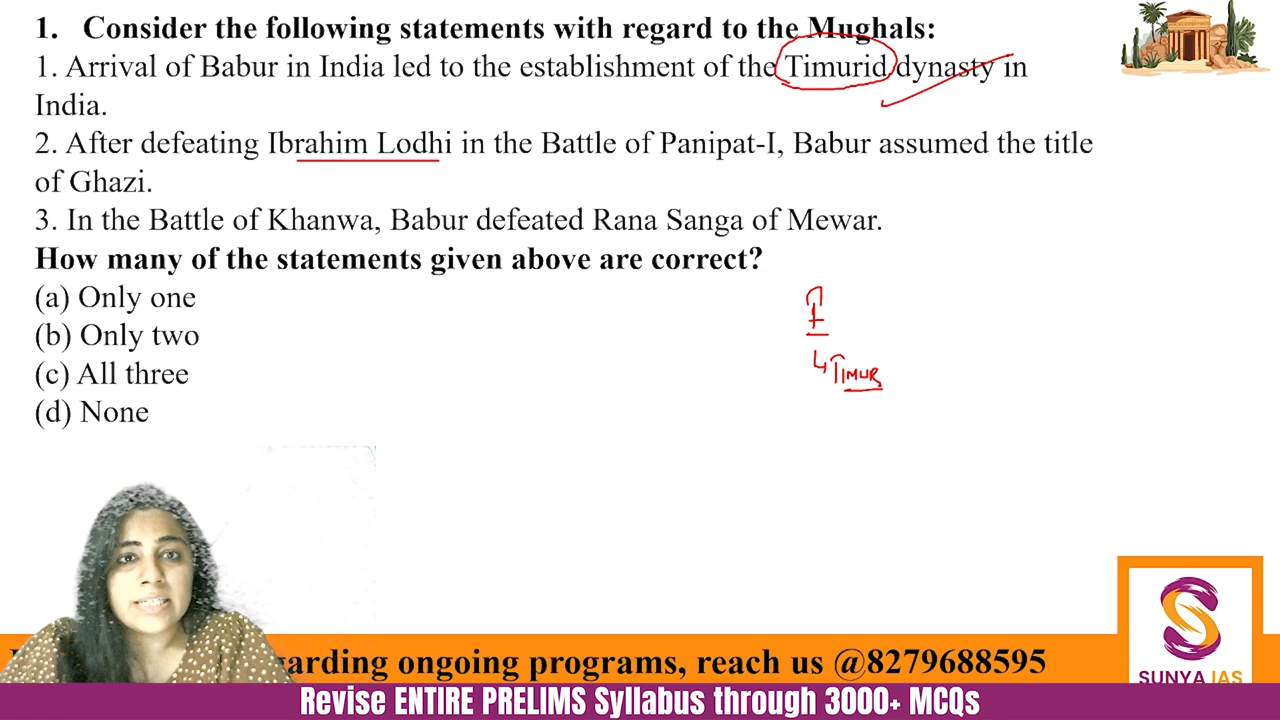 1. Consider the following statements with regard to the Mughals:
1. Arrival of Babur in India led to the establishment of the Timurid dynasty in
India.
2. After defeating Ibrahim Lodhi in the Battle of Panipat-I, Babur assumed the title
of Ghazi.
3. In the Battle of Khanwa, Babur defeated Rana Sanga of Mewar.
How many of the statements given above are correct?
(a) Only one
(b) Only two
(c) All three
(d) None
TIMUR
garding ongoing programs, reach us @8279688595
SUNYA IAS
Revise ENTIRE PRELIMS Syllabus through 3000+ MCQs